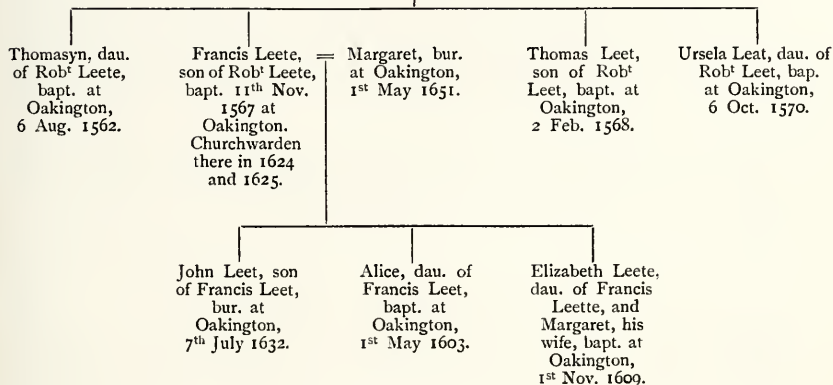 Thomasyn, dau.
of Robt Leete,
bapt. at
Oakington,
6 Aug. 1562.
Francis Leete,
son of Robt Leete,
bapt. 11th Nov.
1567 at
Oakington.
Churchwarden
there in 1624
and 1625.
=
Margaret, bur.
at Oakington,
1st May 1651.
Thomas Leet,
son of Robt
Leet, bapt. at
Oakington,
2 Feb. 1568.
Ursela Leat, dau. of
Robt Leet, bap.
at Oakington,
6 Oct. 1570.
John Leet, son
of Francis Leet,
bur. at
Oakington,
7th July 1632.
Alice, dau. of
Francis Leet,
bapt. at
Oakington,
1st May 1603.
Elizabeth Leete,
dau. of Francis
Leette, and
Margaret, his
wife, bapt. at
Oakington,
1st Nov. 1609.